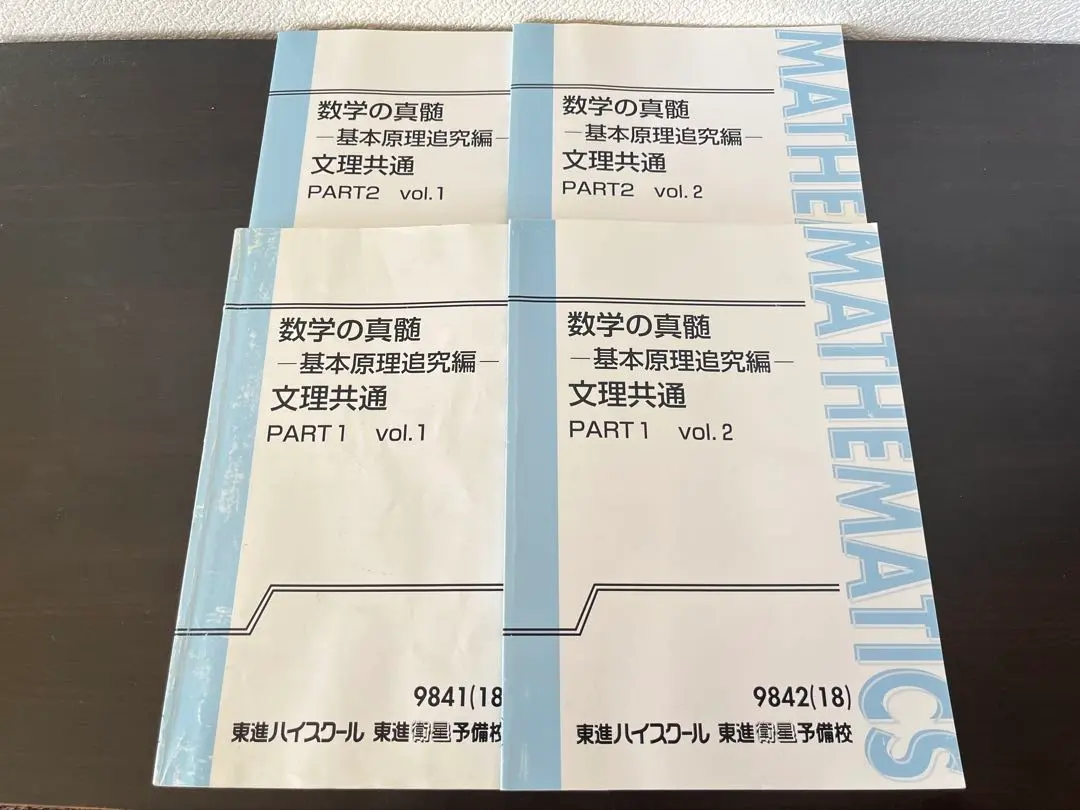 数学の真髄
―基本原理追究編―
文理共通
PART2 vol.1
数学の真髄
―基本原理追究編―
文理共通
PART2 vol.2
MATHE
数学の真髄
―基本原理追究編―
文理共通
PART1 vol.1
9841(18
東進ハイスクール 東進衛星予備校
数学の真髄
―基本原理追究編―
文理共通
PART1 vol.2
9842(18)
東進ハイスクール 東進衛星予備校
MATHEMATICS